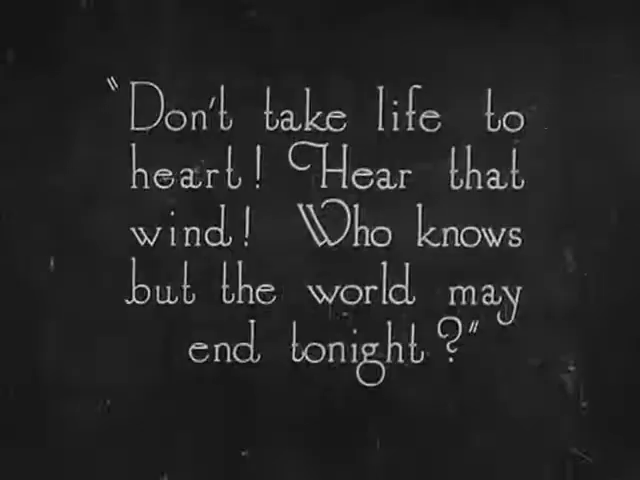 "Don't take life to
heart! Hear that
wind! Who knows
but the world may
end tonight?"